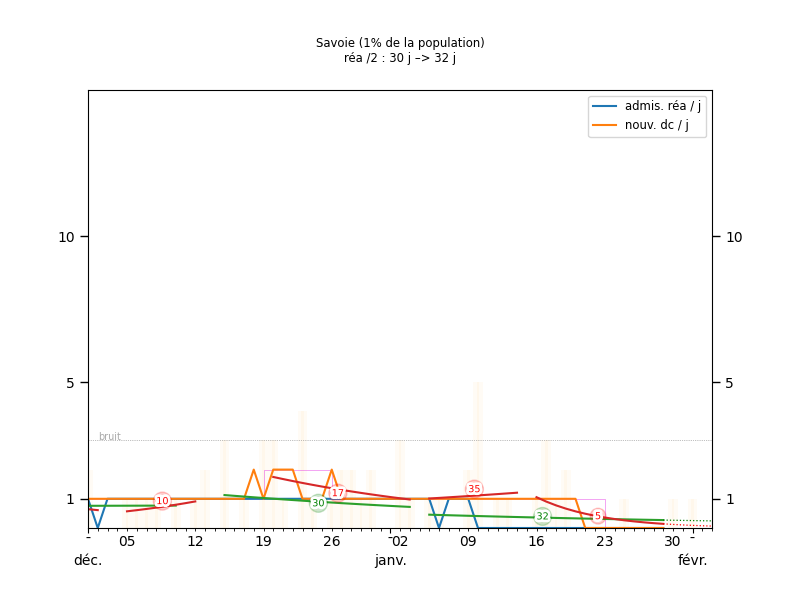 Savoie (1% de la population)
réa /2 : 30 j –> 32 j
admis. réa / j
nouv. dc / j
10 10
5 5
bruit
1 1
10 30 17 35 32 5
- 05 12 19 26 02 09 16 23 30 -
déc. janv. févr.